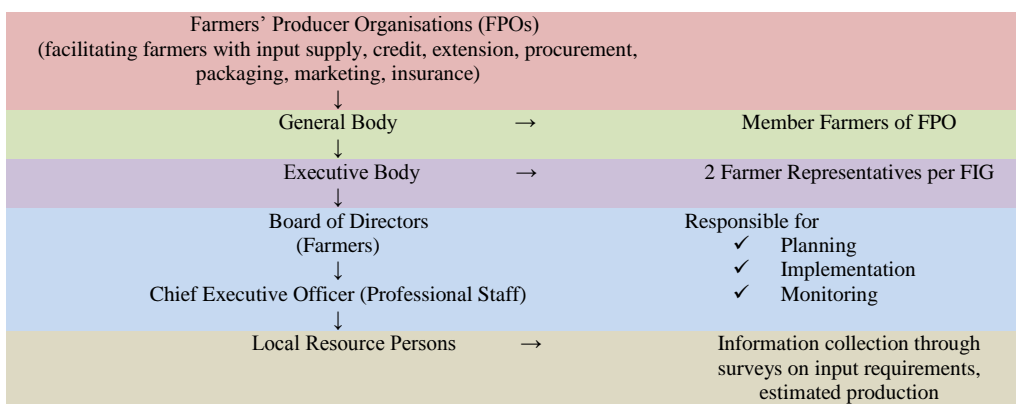 Farmers’ Producer Organisations (FPOs)
(facilitating farmers with input supply, credit, extension, procurement,
packaging, marketing, insurance)
↓
General Body → Member Farmers of FPO
↓
Executive Body → 2 Farmer Representatives per FIG
↓
Board of Directors Responsible for
(Farmers) ✓ Planning
↓ ✓ Implementation
Chief Executive Officer (Professional Staff) ✓ Monitoring
↓
Local Resource Persons → Information collection through
surveys on input requirements,
estimated production